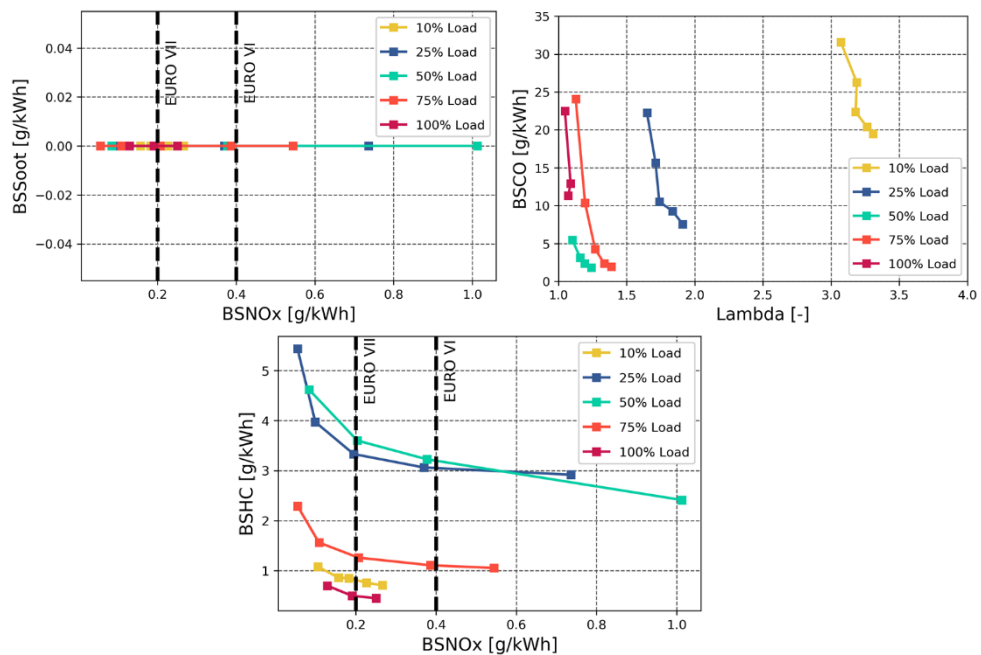 0.04
0.02
0.00
−0.02
−0.04
BSSoot [g/kWh]
EURO VII
EURO VI
10% Load
25% Load
50% Load
75% Load
100% Load
0.2 0.4 0.6 0.8 1.0
BSNOx [g/kWh]
35
30
25
20
15
10
5
0
BSCO [g/kWh]
10% Load
25% Load
50% Load
75% Load
100% Load
1.0 1.5 2.0 2.5 3.0 3.5 4.0
Lambda [-]
5
4
3
2
1
BSHC [g/kWh]
EURO VII
EURO VI
10% Load
25% Load
50% Load
75% Load
100% Load
0.2 0.4 0.6 0.8 1.0
BSNOx [g/kWh]